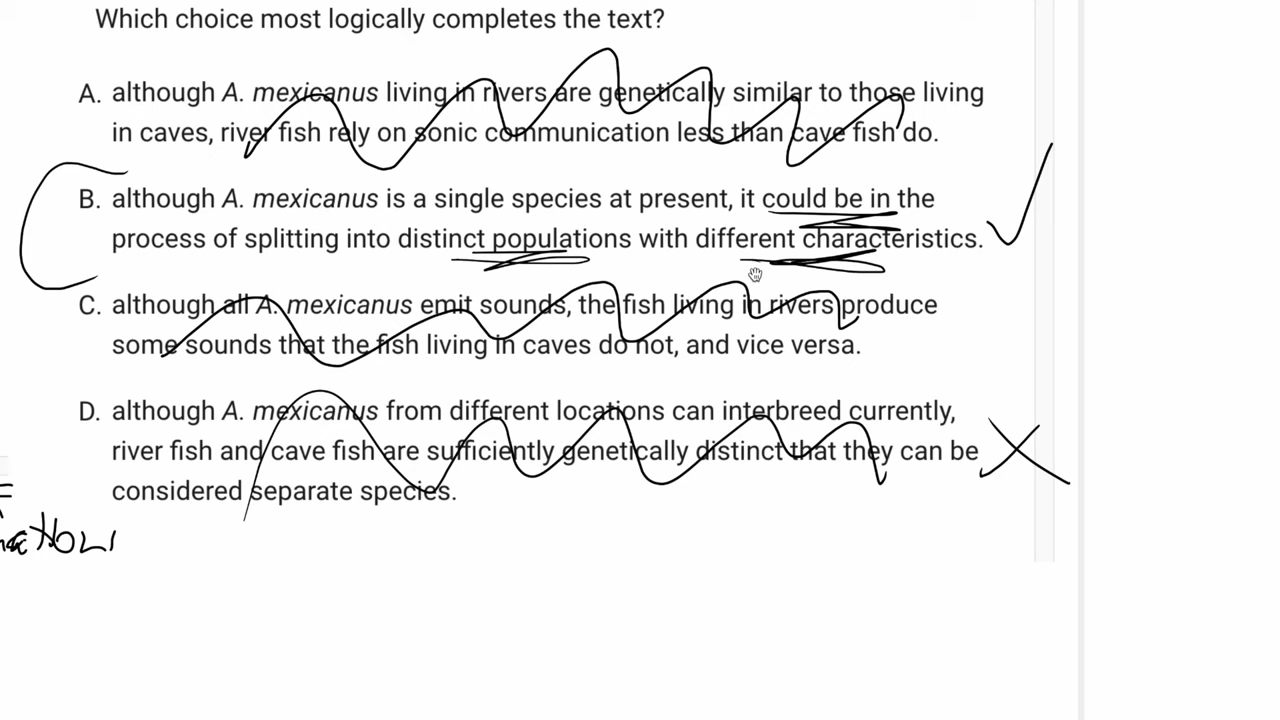 Which choice most logically completes the text?
A. although A. mexicanus living in rivers are genetically similar to those living
in caves, river fish rely on sonic communication less than cave fish do.
B. although A. mexicanus is a single species at present, it could be in the
process of splitting into distinct populations with different characteristics.
C. although all A. mexicanus emit sounds, the fish living in rivers produce
some sounds that the fish living in caves do not, and vice versa.
D. although A. mexicanus from different locations can interbreed currently,
river fish and cave fish are sufficiently genetically distinct that they can be
considered separate species.